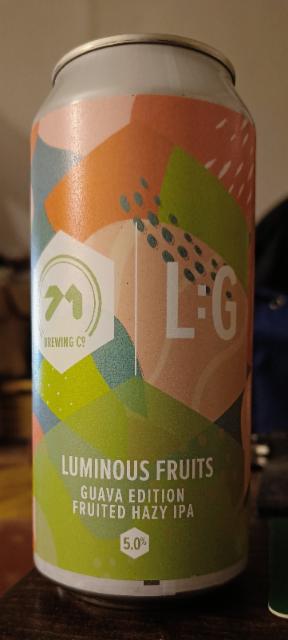 71
BREWING Cº
L:G
LUMINOUS FRUITS
GUAVA EDITION
FRUITED HAZY IPA
5.0%